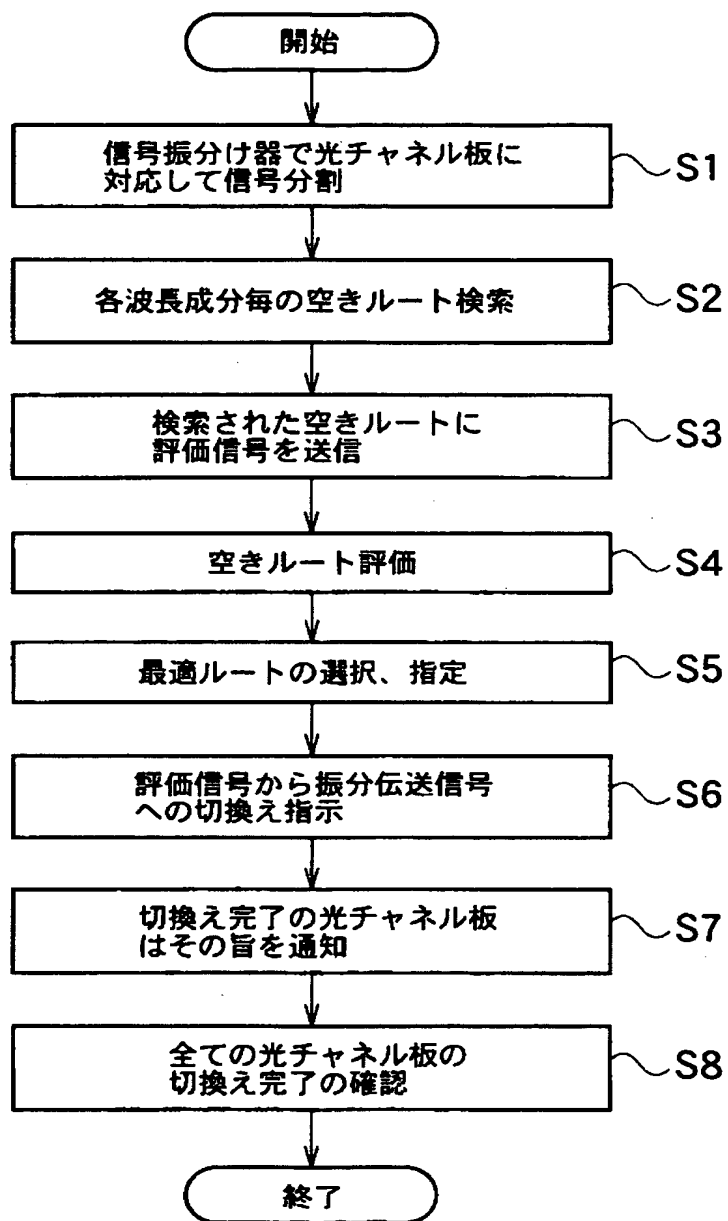 開始
信号振分け器で光チャネル板に
対応して信号分割
S1
各波長成分毎の空きルート検索
S2
検索された空きルートに
評価信号を送信
S3
空きルート評価
S4
最適ルートの選択、指定
S5
評価信号から振分伝送信号
への切換え指示
S6
切換え完了の光チャネル板
はその旨を通知
S7
全ての光チャネル板の
切換え完了の確認
S8
終了